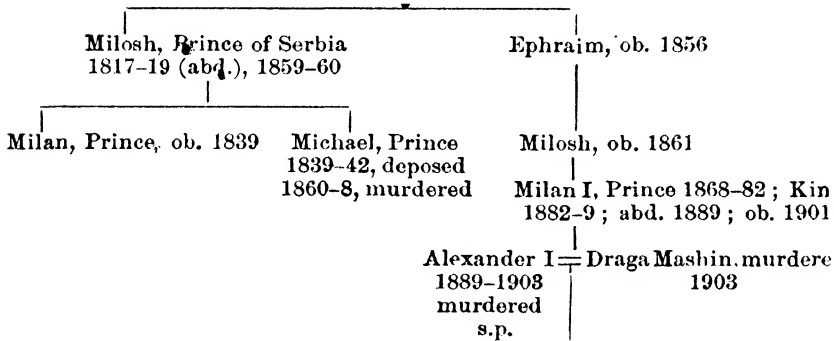 Milosh, Prince of Serbia
1817–19 (abd.), 1859–60
Ephraim, ob. 1856
Milan, Prince, ob. 1839
Michael, Prince
1839–42, deposed
1860–8, murdered
Milosh, ob. 1861
Milan I, Prince 1868–82 ; Kin
1882–9 ; abd. 1889 ; ob. 1901
Alexander I = Draga Mashin, murdere
1889–1903
murdered
s.p.
1903